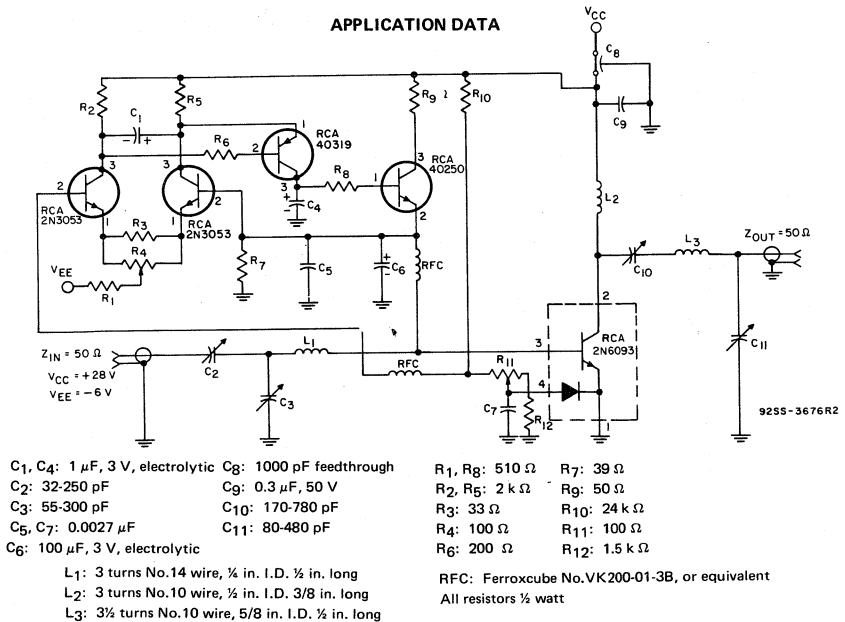 APPLICATION DATA
VCC
C8
R2
C1
R5
R9
R10
C9
- +
1
RCA
40319
3
3
R6
2
RCA
40250
3
R8
1
3
2
2
+
-
C4
2
L2
RCA
2N3053
1
R3
1
RCA
2N3053
R4
R7
C5
+
-
C6
RFC
ZOUT = 50 Ω
C10
L3
VEE
R1
2
RCA
2N6093
3
L1
ZIN = 50 Ω
C2
RFC
R11
C11
VCC = +28 V
VEE = -6 V
C3
4
C7
R12
1
92SS-3676R2
C1, C4: 1 μF, 3 V, electrolytic
C2: 32-250 pF
C3: 55-300 pF
C5, C7: 0.0027 μF
C6: 100 μF, 3 V, electrolytic
C8: 1000 pF feedthrough
C9: 0.3 μF, 50 V
C10: 170-780 pF
C11: 80-480 pF
L1: 3 turns No.14 wire, ¼ in. I.D. ½ in. long
L2: 3 turns No.10 wire, ½ in. I.D. 3/8 in. long
L3: 3½ turns No.10 wire, 5/8 in. I.D. ½ in. long
R1, R8: 510 Ω
R2, R5: 2 k Ω
R3: 33 Ω
R4: 100 Ω
R6: 200 Ω
R7: 39 Ω
R9: 50 Ω
R10: 24 k Ω
R11: 100 Ω
R12: 1.5 k Ω
RFC: Ferroxcube No.VK200-01-3B, or equivalent
All resistors ½ watt